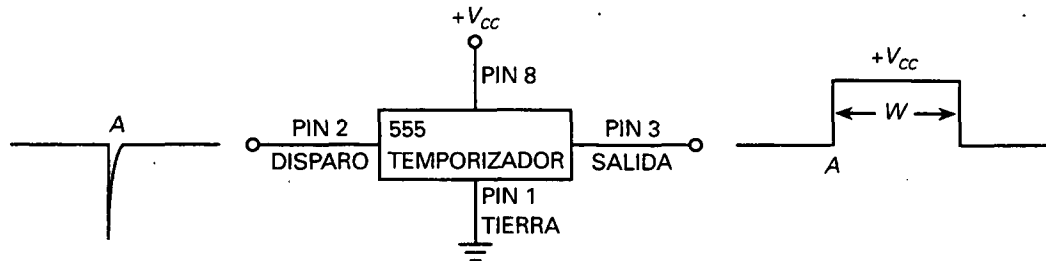 +VCC
PIN 8
A
PIN 2
DISPARO
555
TEMPORIZADOR
PIN 3
SALIDA
PIN 1
TIERRA
+VCC
W
A